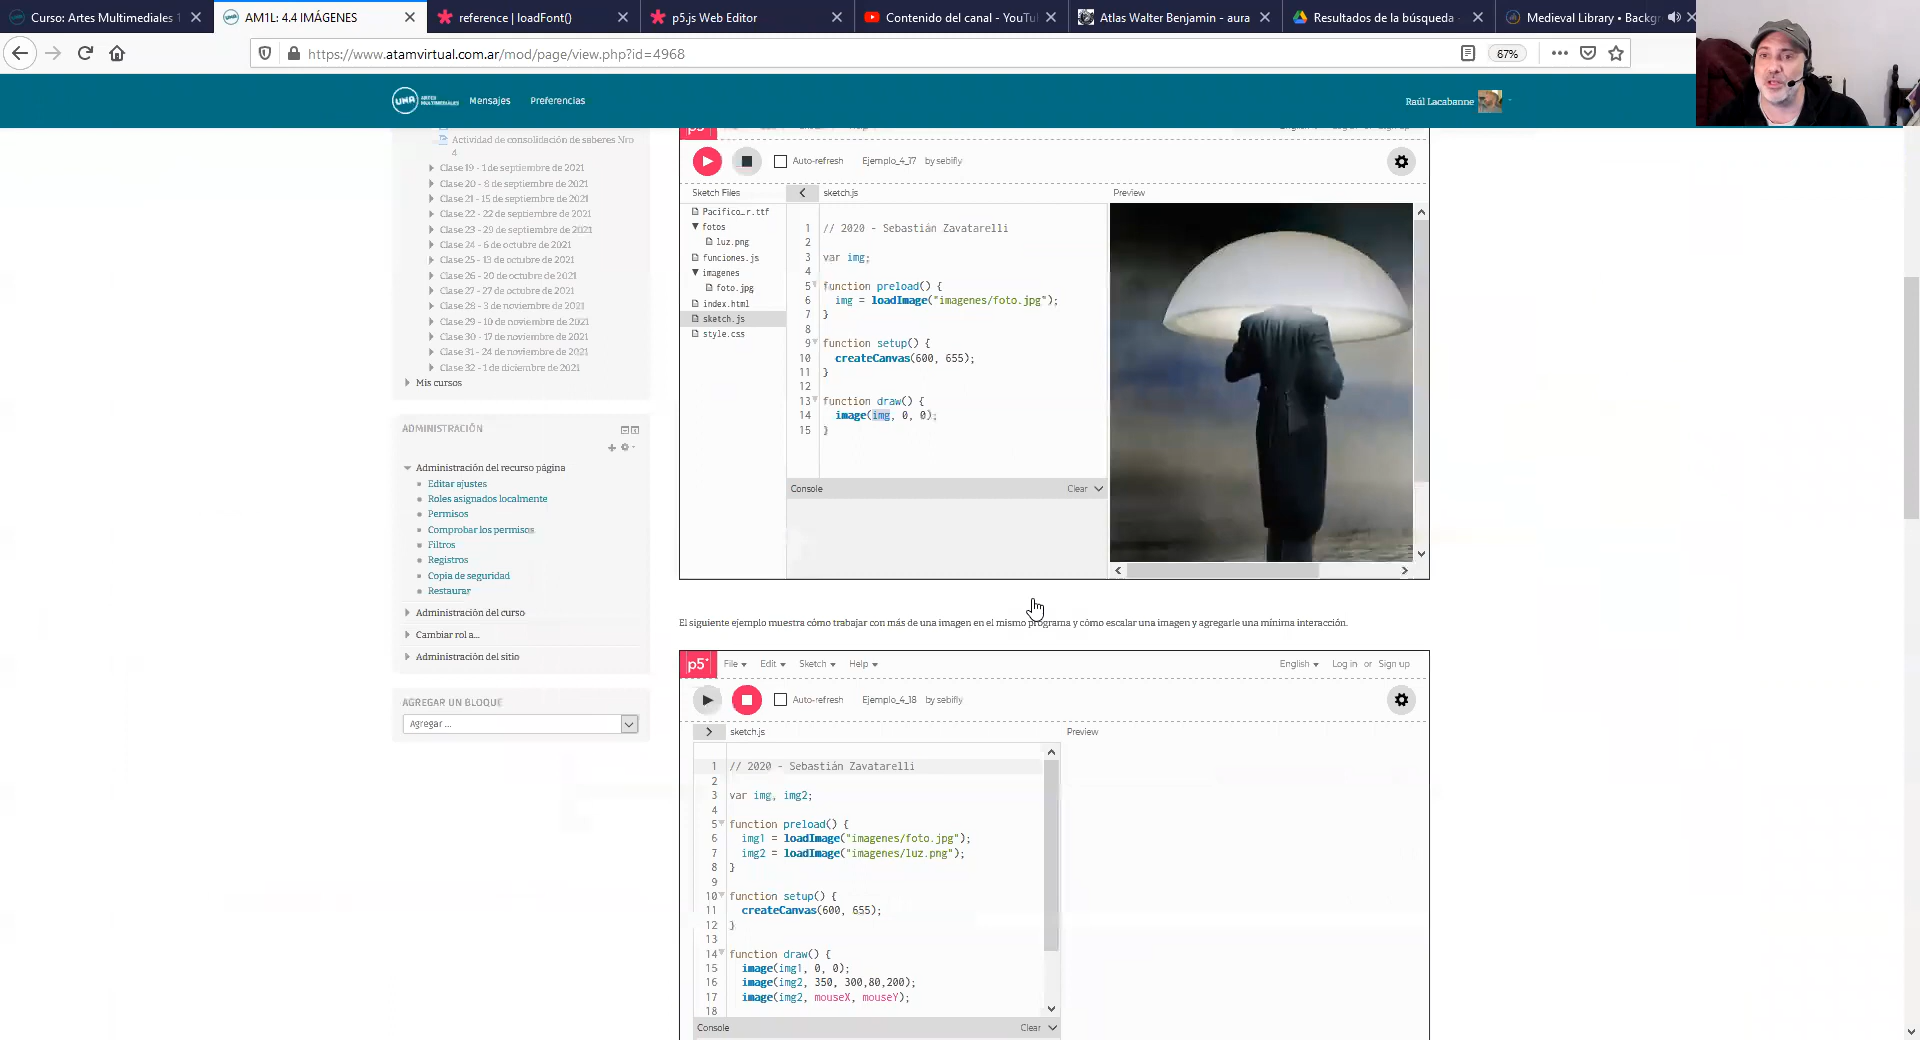 Curso: Artes Multimediales 1
AM1L: 4.4 IMÁGENES
reference | loadFont()
p5.js Web Editor
Contenido del canal - YouTu
Atlas Walter Benjamin - aura
Resultados de la búsqueda -
Medieval Library • Backgr
https://www.atamvirtual.com.ar/mod/page/view.php?id=4968
67%
UNA ARTES MULTIMEDIALES
Mensajes
Preferencias
Raúl Lacabanne
Actividad de consolidación de saberes Nro
4
Clase 19 - 1 de septiembre de 2021
Clase 20 - 8 de septiembre de 2021
Clase 21 - 15 de septiembre de 2021
Clase 22 - 22 de septiembre de 2021
Clase 23 - 29 de septiembre de 2021
Clase 24 - 6 de octubre de 2021
Clase 25 - 13 de octubre de 2021
Clase 26 - 20 de octubre de 2021
Clase 27 - 27 de octubre de 2021
Clase 28 - 3 de noviembre de 2021
Clase 29 - 10 de noviembre de 2021
Clase 30 - 17 de noviembre de 2021
Clase 31 - 24 de noviembre de 2021
Clase 32 - 1 de diciembre de 2021
Mis cursos
ADMINISTRACIÓN
Administración del recurso página
Editar ajustes
Roles asignados localmente
Permisos
Comprobar los permisos
Filtros
Registros
Copia de seguridad
Restaurar
Administración del curso
Cambiar rol a...
Administración del sitio
AGREGAR UN BLOQUE
Agregar ...
Auto-refresh Ejemplo_4_17 by sebifly
Sketch Files
sketch.js
Preview
Pacifico_r.ttf
fotos
luz.png
funciones.js
imagenes
foto.jpg
index.html
sketch.js
style.css
1 // 2020 - Sebastián Zavatarelli
2
3 var img;
4
5 function preload() {
6 img = loadImage("imagenes/foto.jpg");
7 }
8
9 function setup() {
10 createCanvas(600, 655);
11 }
12
13 function draw() {
14 image(img, 0, 0);
15 }
Console
Clear
El siguiente ejemplo muestra cómo trabajar con más de una imagen en el mismo programa y cómo escalar una imagen y agregarle una mínima interacción.
p5* File Edit Sketch Help English Log in or Sign up
Auto-refresh Ejemplo_4_18 by sebifly
sketch.js
Preview
1 // 2020 - Sebastián Zavatarelli
2
3 var img, img2;
4
5 function preload() {
6 img1 = loadImage("imagenes/foto.jpg");
7 img2 = loadImage("imagenes/luz.png");
8 }
9
10 function setup() {
11 createCanvas(600, 655);
12 }
13
14 function draw() {
15 image(img1, 0, 0);
16 image(img2, 350, 300,80,200);
17 image(img2, mouseX, mouseY);
18
Console
Clear